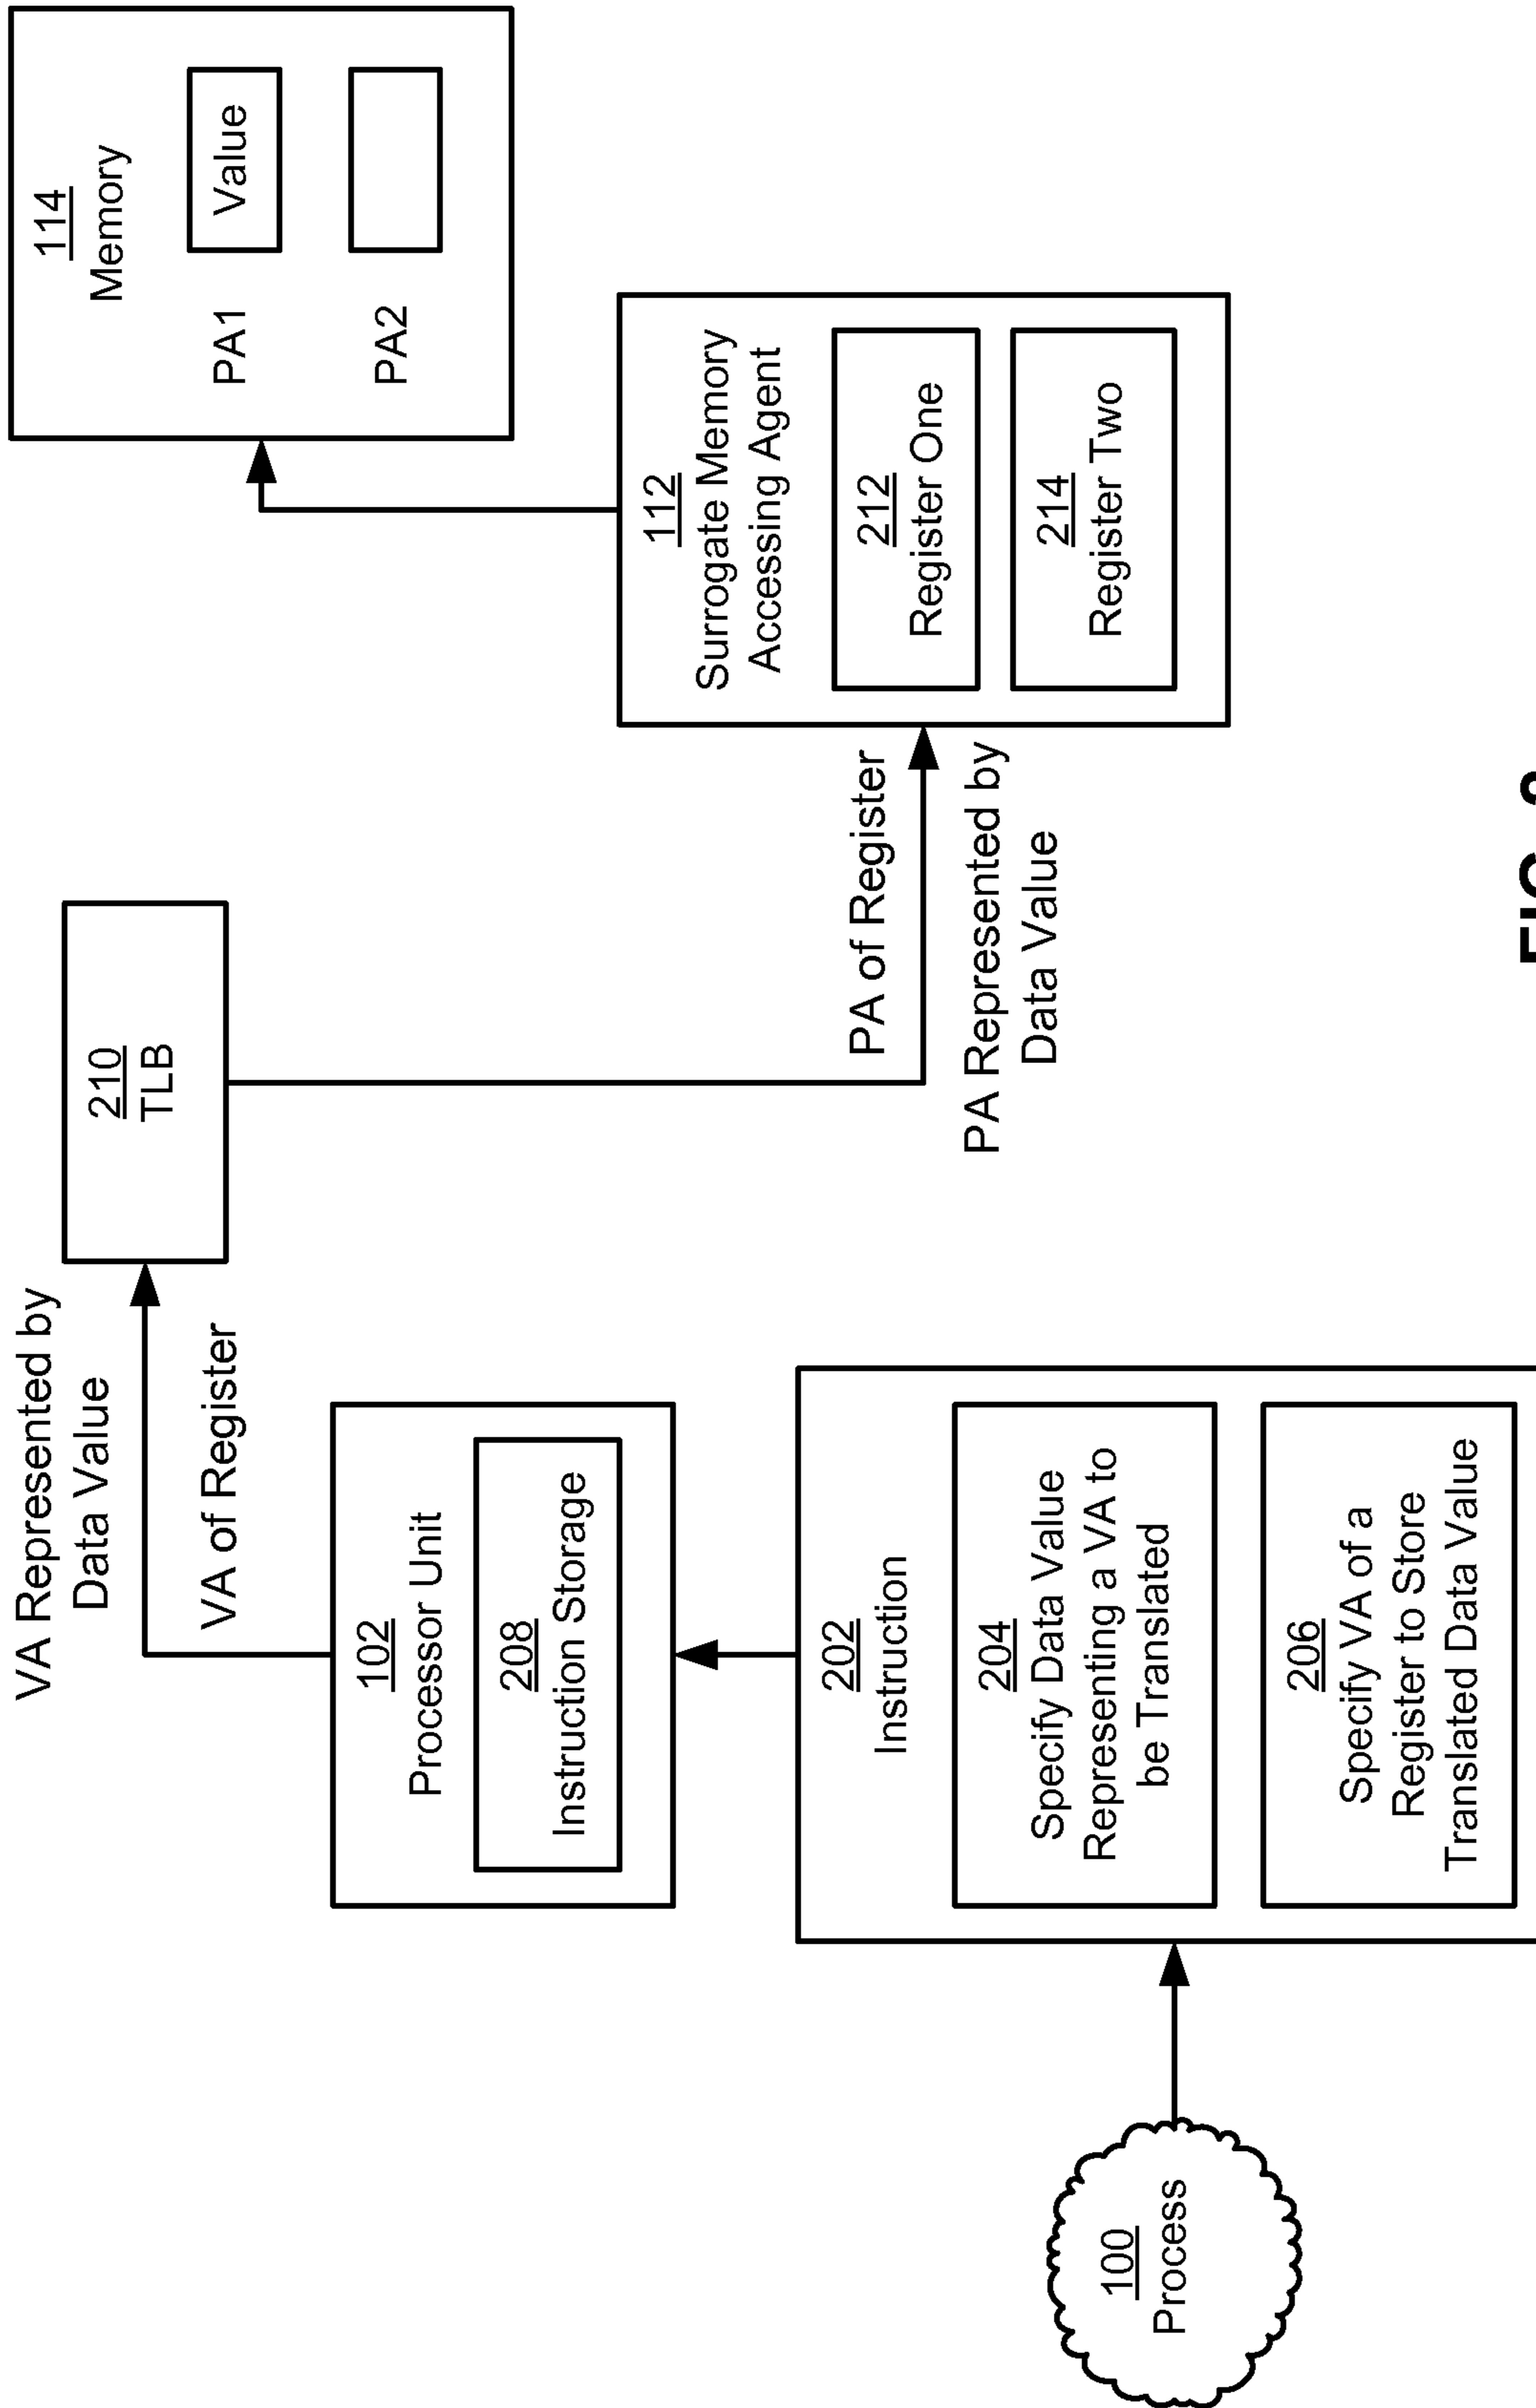 VA Represented by
Data Value
VA of Register
210
TLB
114
Memory
PA1
Value
PA2
102
Processor Unit
208
Instruction Storage
112
Surrogate Memory
Accessing Agent
212
Register One
214
Register Two
PA of Register
PA Represented by
Data Value
202
Instruction
204
Specify Data Value
Representing a VA to
be Translated
206
Specify VA of a
Register to Store
Translated Data Value
100
Process
FIG.